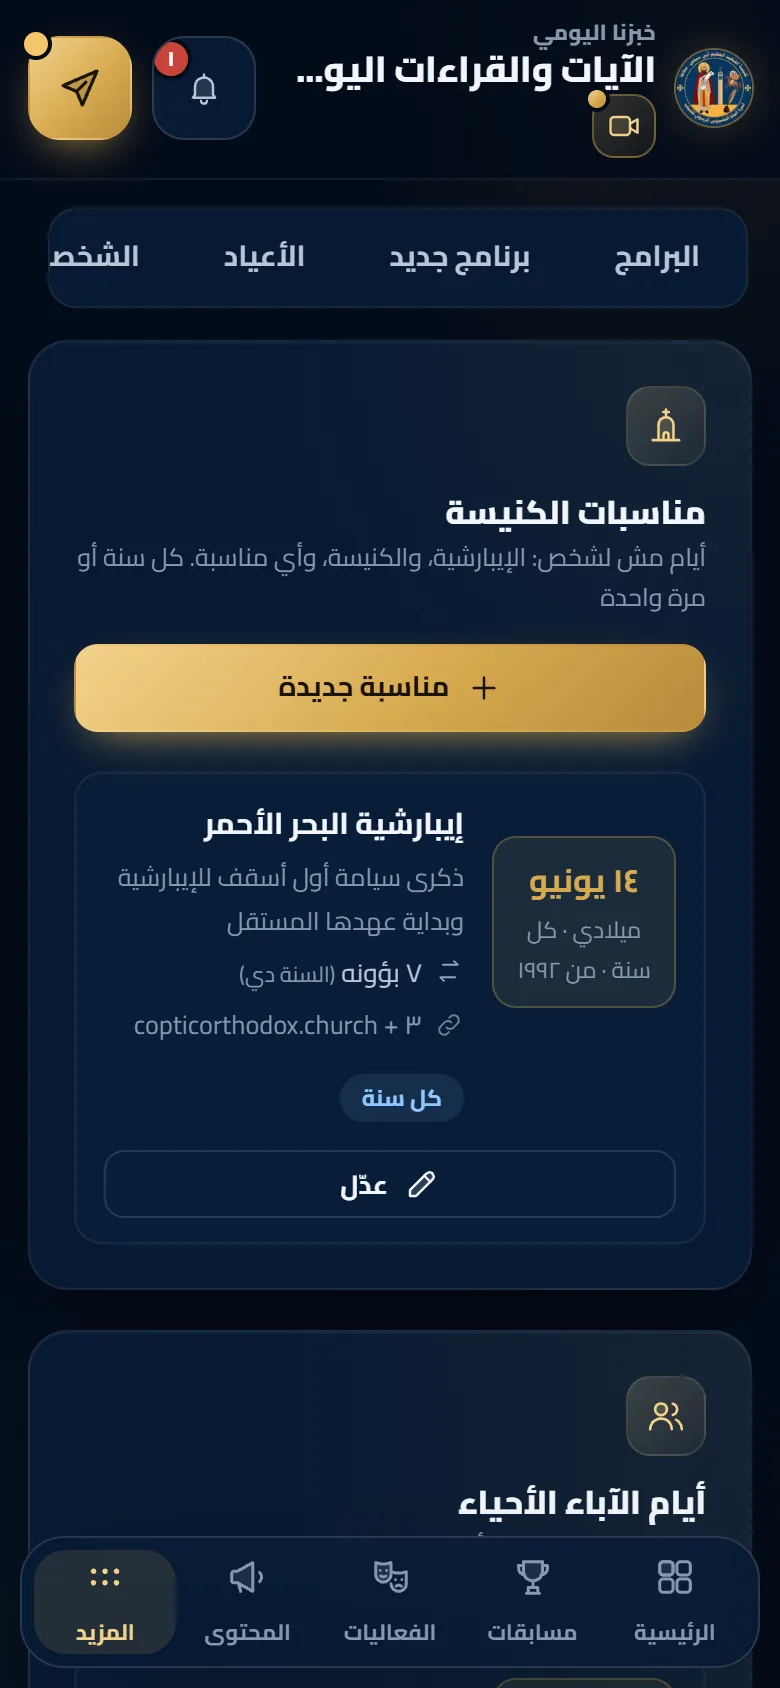 خبزنا اليومي
الآيات والقراءات اليو...
١
البرامج
برنامج جديد
الأعياد
الشخص
مناسبات الكنيسة
أيام مش لشخص: الإيبارشية، والكنيسة، وأي مناسبة. كل سنة أو
مرة واحدة
مناسبة جديدة
١٤ يونيو
ميلادي · كل
سنة · من ١٩٩٢
إيبارشية البحر الأحمر
ذكرى سيامة أول أسقف للإيبارشية
وبداية عهدها المستقل
٧ بؤونه (السنة دي)
copticorthodox.church + ٣
كل سنة
عدّل
أيام الآباء الأحياء
الرئيسية
مسابقات
الفعاليات
المحتوى
المزيد